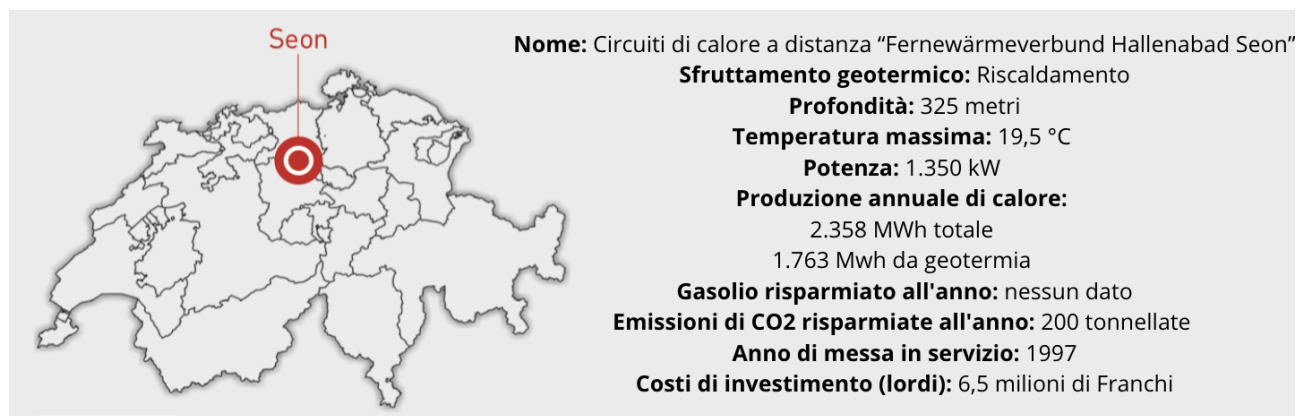 Seon
Nome: Circuiti di calore a distanza “Fernewärmeverbund Hallenabad Seon”
Sfruttamento geotermico: Riscaldamento
Profondità: 325 metri
Temperatura massima: 19,5 °C
Potenza: 1.350 kW
Produzione annuale di calore:
2.358 MWh totale
1.763 Mwh da geotermia
Gasolio risparmiato all'anno: nessun dato
Emissioni di CO2 risparmiate all'anno: 200 tonnellate
Anno di messa in servizio: 1997
Costi di investimento (lordi): 6,5 milioni di Franchi